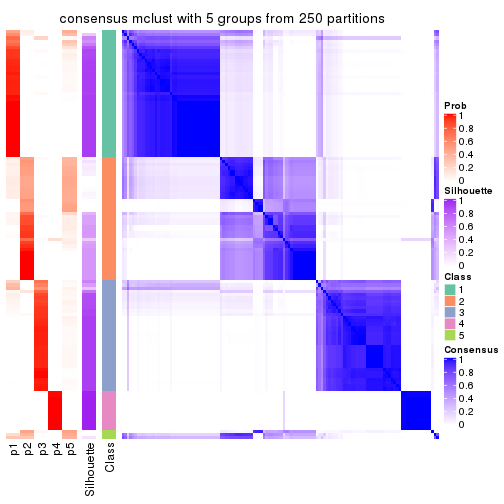 consensus mclust with 5 groups from 250 partitions
Prob
1
0.8
0.6
0.4
0.2
0
Silhouette
1
0.8
0.6
0.4
0.2
0
Class
1
2
3
4
5
Consensus
1
0.8
0.6
0.4
0.2
0
p1
p2
p3
p4
p5
Silhouette
Class